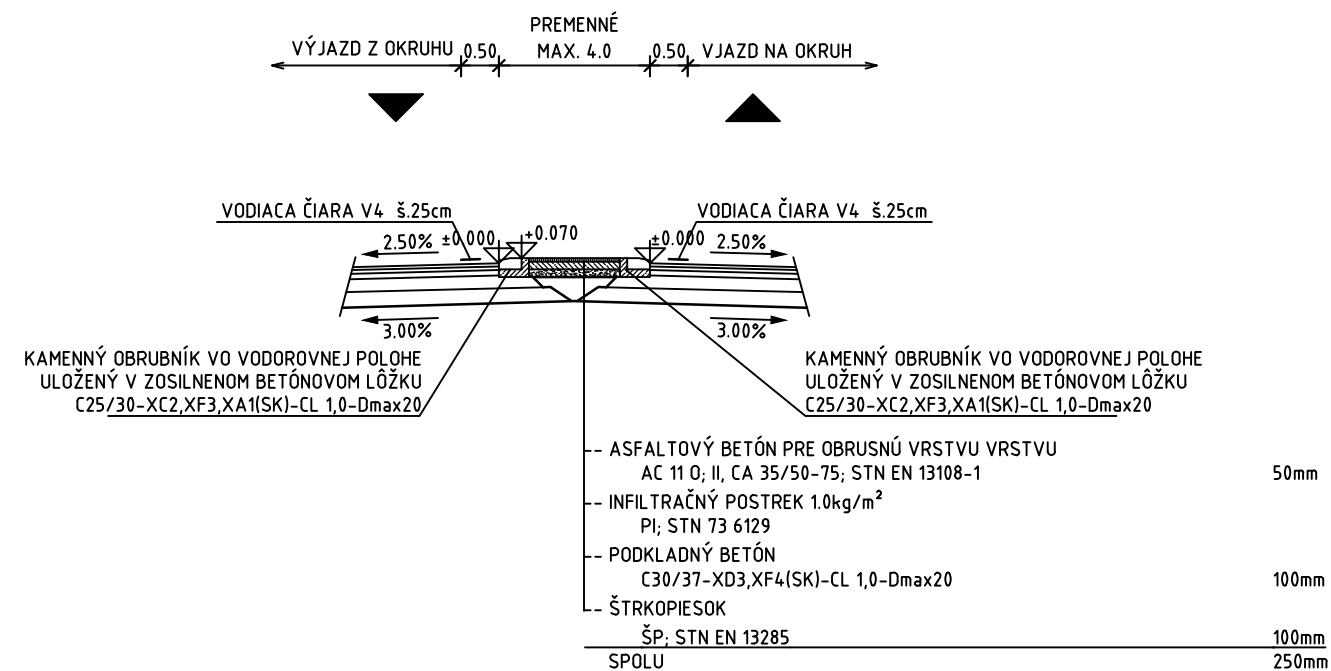 PREMENNÉ
VÝJAZD Z OKRUHU 0.50 MAX. 4.0 0.50 VJAZD NA OKRUH
VODIACA ČIARA V4 š.25cm VODIACA ČIARA V4 š.25cm
2.50% ±0.000 +0.070 ±0.000 2.50%
3.00% 3.00%
KAMENNÝ OBRUBNÍK VO VODOROVNEJ POLOHE
ULOŽENÝ V ZOSILNENOM BETÓNOVOM LÔŽKU
C25/30-XC2,XF3,XA1(SK)-CL 1,0-Dmax20
KAMENNÝ OBRUBNÍK VO VODOROVNEJ POLOHE
ULOŽENÝ V ZOSILNENOM BETÓNOVOM LÔŽKU
C25/30-XC2,XF3,XA1(SK)-CL 1,0-Dmax20
ASFALTOVÝ BETÓN PRE OBRUSNÚ VRSTVU VRSTVU
AC 11 O; II, CA 35/50-75; STN EN 13108-1 50mm
INFILTRAČNÝ POSTREK 1.0kg/m²
PI; STN 73 6129
PODKLADNÝ BETÓN
C30/37-XD3,XF4(SK)-CL 1,0-Dmax20 100mm
ŠTRKOPIESOK
ŠP; STN EN 13285 100mm
SPOLU 250mm